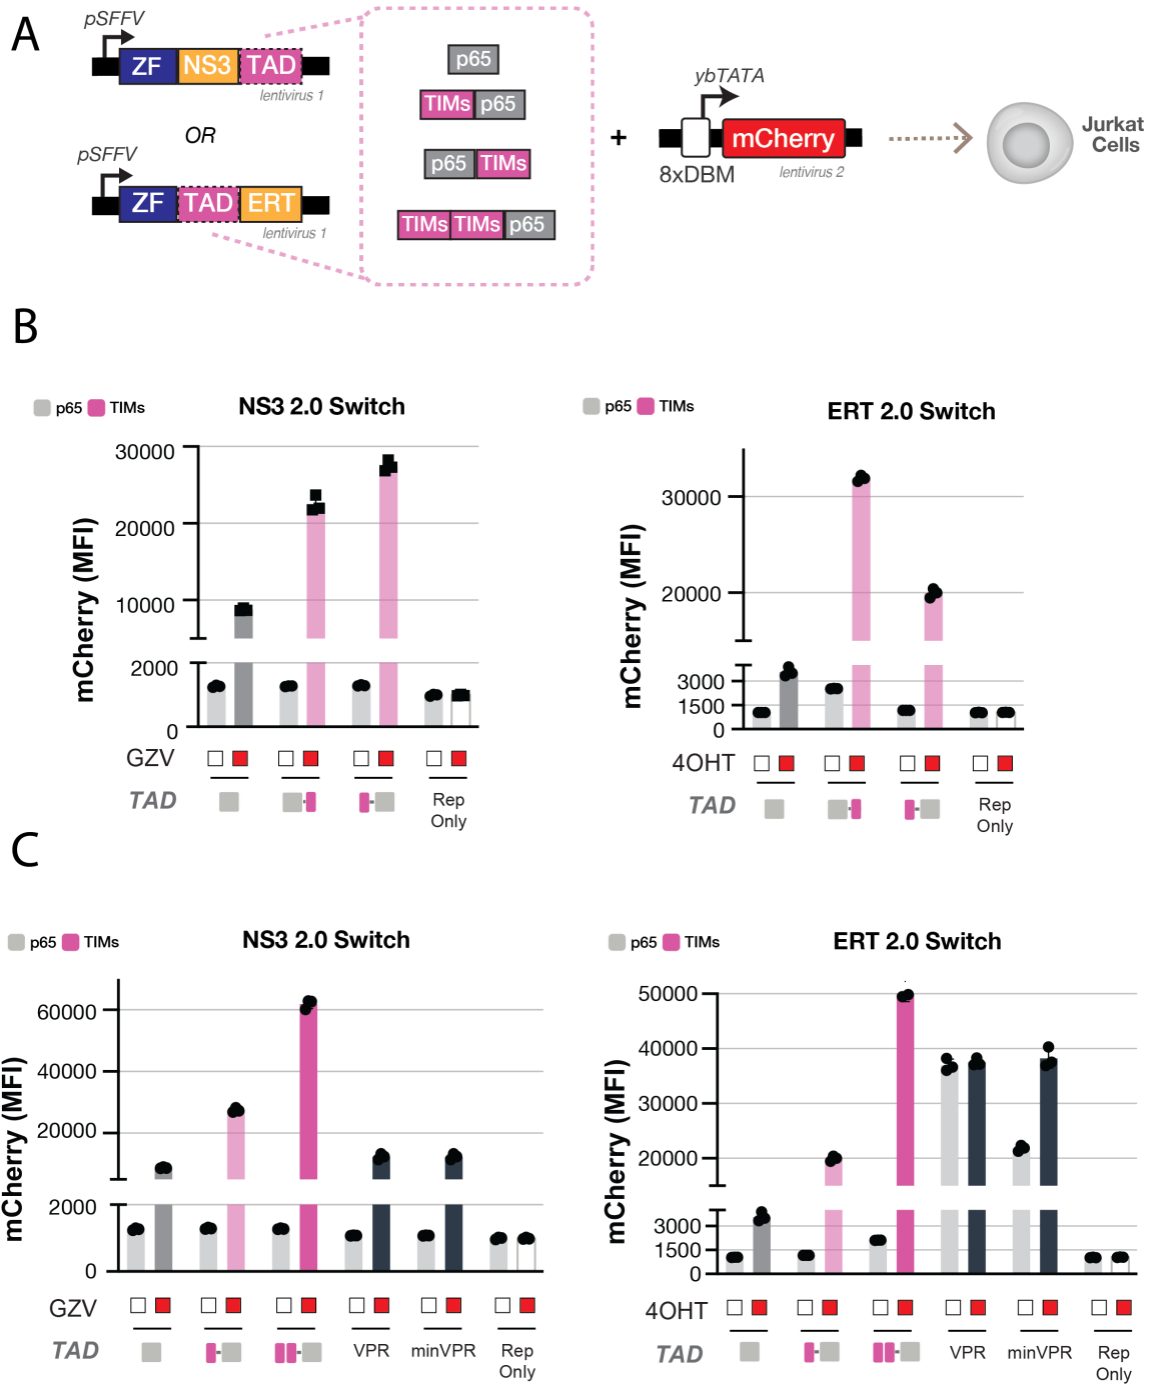 A
pSFFV
ZF NS3 TAD
lentivirus 1
OR
pSFFV
ZF TAD ERT
lentivirus 1
p65
TIMs p65
p65 TIMs
TIMs TIMs p65
+
ybTATA
mCherry
8xDBM
lentivirus 2
Jurkat
Cells
B
p65 TIMs
NS3 2.0 Switch
mCherry (MFI)
30000
20000
10000
2000
0
GZV
TAD
Rep
Only
p65 TIMs
ERT 2.0 Switch
mCherry (MFI)
30000
20000
3000
1500
0
4OHT
TAD
Rep
Only
C
p65 TIMs
NS3 2.0 Switch
mCherry (MFI)
60000
40000
20000
2000
0
GZV
TAD
VPR
minVPR
Rep
Only
p65 TIMs
ERT 2.0 Switch
mCherry (MFI)
50000
40000
30000
20000
3000
1500
0
4OHT
TAD
VPR
minVPR
Rep
Only